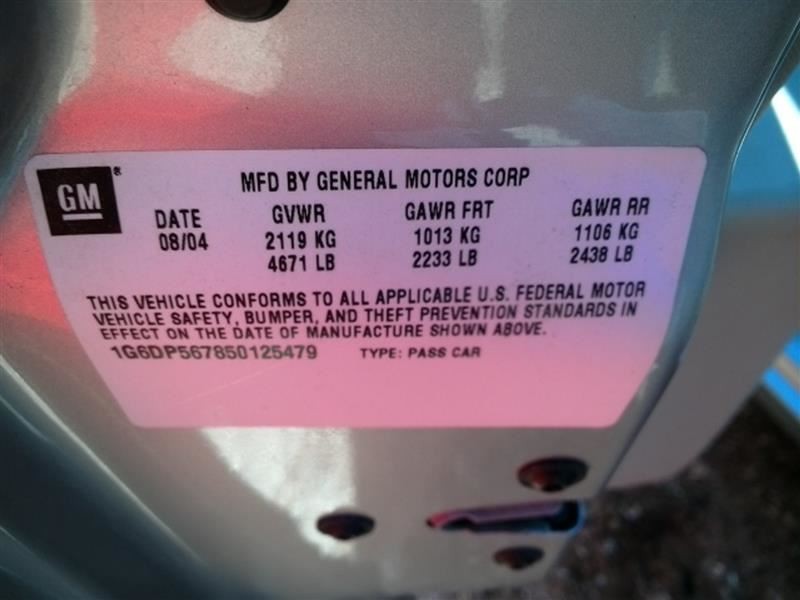 GM®
MFD BY GENERAL MOTORS CORP
DATE GVWR GAWR FRT GAWR RR
08/04 2119 KG 1013 KG 1106 KG
4671 LB 2233 LB 2438 LB
THIS VEHICLE CONFORMS TO ALL APPLICABLE U.S. FEDERAL MOTOR
VEHICLE SAFETY, BUMPER, AND THEFT PREVENTION STANDARDS IN
EFFECT ON THE DATE OF MANUFACTURE SHOWN ABOVE.
1G6DP567850125479 TYPE: PASS CAR